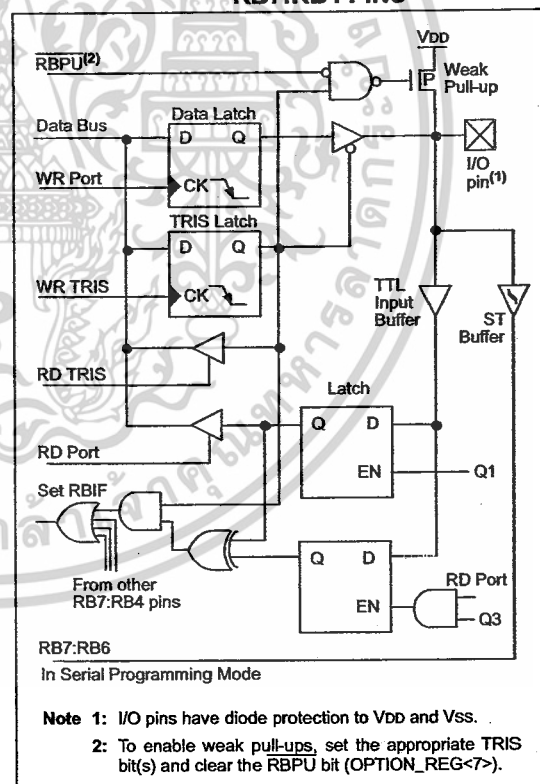 RBPU(2)
VDD
Weak
Pull-up
Data Bus
Data Latch
D Q
I/O
pin(1)
WR Port
CK
TRIS Latch
D Q
WR TRIS
CK
TTL
Input
Buffer
ST
Buffer
RD TRIS
Latch
Q D
RD Port
EN
Q1
Set RBIF
Q D
From other
RB7:RB4 pins
RD Port
EN
Q3
RB7:RB6
In Serial Programming Mode
Note 1: I/O pins have diode protection to VDD and VSS.
2: To enable weak pull-ups, set the appropriate TRIS
bit(s) and clear the RBPU bit (OPTION_REG<7>).
P